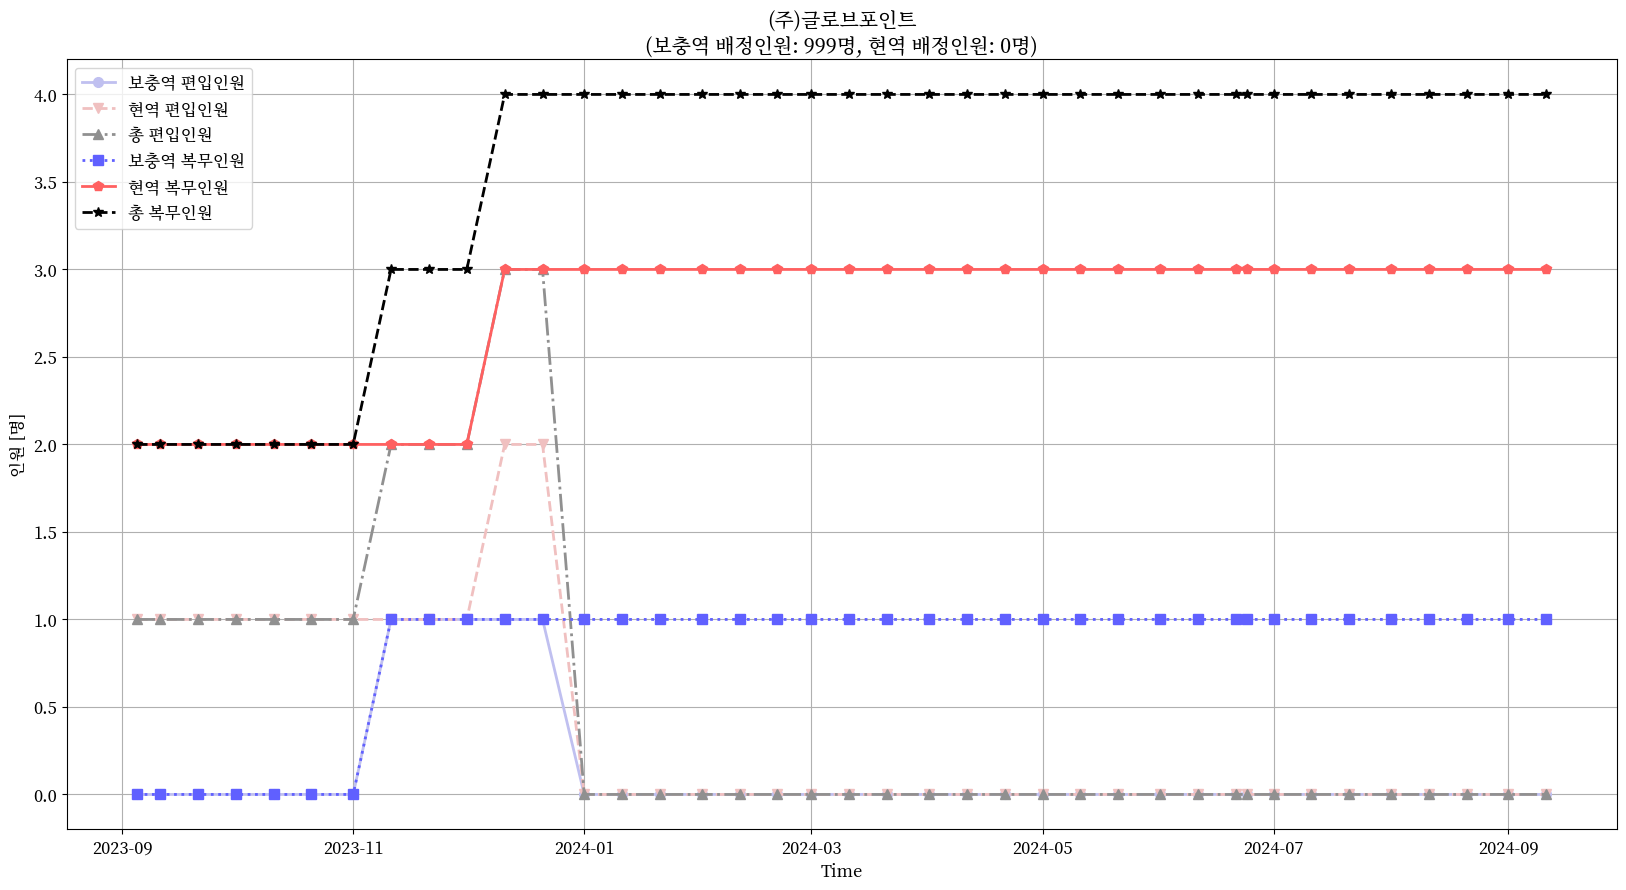 (주)글로브포인트
(보충역 배정인원: 999명, 현역 배정인원: 0명)
보충역 편입인원
현역 편입인원
총 편입인원
보충역 복무인원
현역 복무인원
총 복무인원
인원 [명]
4.0
3.5
3.0
2.5
2.0
1.5
1.0
0.5
0.0
2023-09
2023-11
2024-01
2024-03
2024-05
2024-07
2024-09
Time